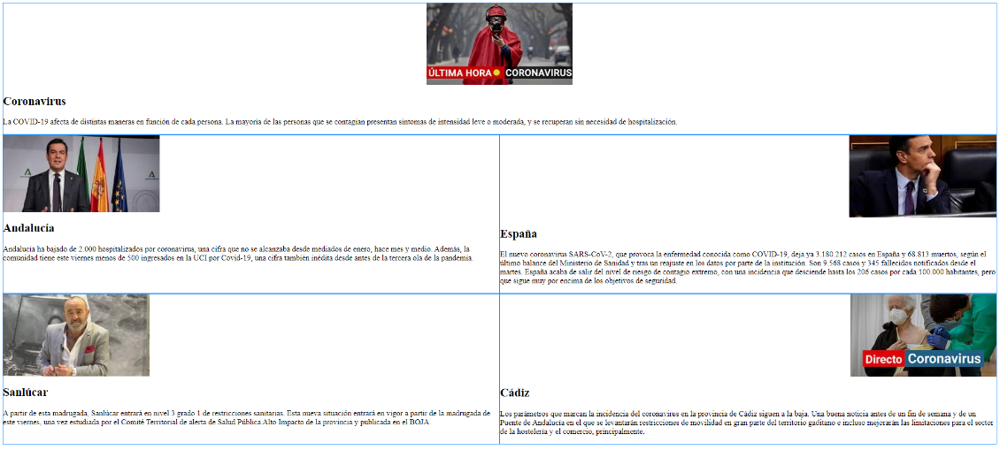 ÚLTIMA HORA CORONAVIRUS
Coronavirus
La COVID-19 afecta de distintas maneras en función de cada persona. La mayoría de las personas que se contagian presentan síntomas de intensidad leve o moderada, y se recuperan sin necesidad de hospitalización.
Andalucía
Andalucía ha bajado de 2.000 hospitalizados por coronavirus, una cifra que no se alcanzaba desde mediados de enero, hace mes y medio. Además, la
comunidad tiene este viernes menos de 500 ingresados en la UCI por Covid-19, una cifra también inédita desde antes de la tercera ola de la pandemia.
España
El nuevo coronavirus SARS-CoV-2, que provoca la enfermedad conocida como COVID-19, deja ya 3.180.212 casos en España y 68.813 muertos, según el
último balance del Ministerio de Sanidad y tras un reajuste en los datos por parte de la institución. Son 9.568 casos y 345 fallecidos notificados desde el
martes. España acaba de salir del nivel de riesgo de contagio extremo, con una incidencia que desciende hasta los 206 casos por cada 100.000 habitantes, pero
que sigue muy por encima de los objetivos de seguridad.
Sanlúcar
A partir de esta madrugada, Sanlúcar entrará en nivel 3 grado 1 de restricciones sanitarias. Esta nueva situación entrará en vigor a partir de la madrugada de
este viernes, una vez estudiada por el Comité Territorial de alerta de Salud Pública Alto Impacto de la provincia y publicada en el BOJA.
Directo Coronavirus
Cádiz
Los parámetros que marcan la incidencia del coronavirus en la provincia de Cádiz siguen a la baja. Una buena noticia antes de un fin de semana y de un
Puente de Andalucía en el que se levantarán restricciones de movilidad en gran parte del territorio gaditano e incluso mejorarán las limitaciones para el sector
de la hostelería y el comercio, principalmente.